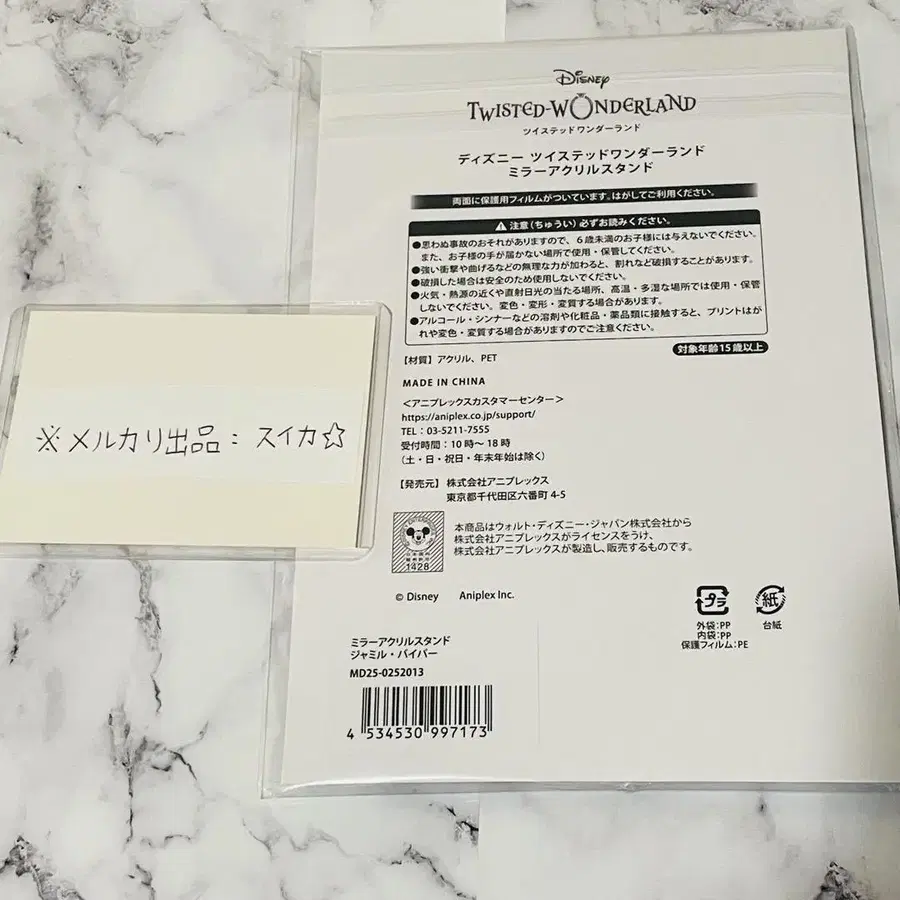 ※メルカリ出品：スイカ☆
Disney
TWISTED-WONDERLAND
ツイステッドワンダーランド
ディズニー ツイステッドワンダーランド
ミラーアクリルスタンド
両面に保護用フィルムがついています。はがしてご利用ください。
注意（ちゅうい）必ずお読みください。
●思わぬ事故のおそれがありますので、６歳未満のお子様には与えないでください。
また、お子様の手が届かない場所で使用・保管してください。
●強い衝撃や曲げるなどの無理な力が加わると、割れなど破損することがあります。
●破損した場合は安全のため使用しないでください。
●火気・熱源の近くや直射日光の当たる場所、高温・多湿な場所では使用・保管
しないでください。変色・変形・変質する場合があります。
●アルコール・シンナーなどの溶剤や化粧品・薬品類に接触すると、プリントはが
れや変色・変質する場合がありますのでご注意ください。
対象年齢15歳以上
【材質】アクリル、PET
MADE IN CHINA
＜アニプレックスカスタマーセンター＞
https://aniplex.co.jp/support/
TEL：03-5211-7555
受付時間：10時～18時
（土・日・祝日・年末年始は除く）
【発売元】株式会社アニプレックス
東京都千代田区六番町 4-5
本商品はウォルト・ディズニー・ジャパン株式会社から
株式会社アニプレックスがライセンスをうけ、
株式会社アニプレックスが製造し、販売するものです。
1428
© Disney Aniplex Inc.
プラ
外袋：PP
内袋：PP
保護フィルム：PE
紙
台紙
ミラーアクリルスタンド
ジャミル・バイパー
MD25-0252013
4 534530 997173